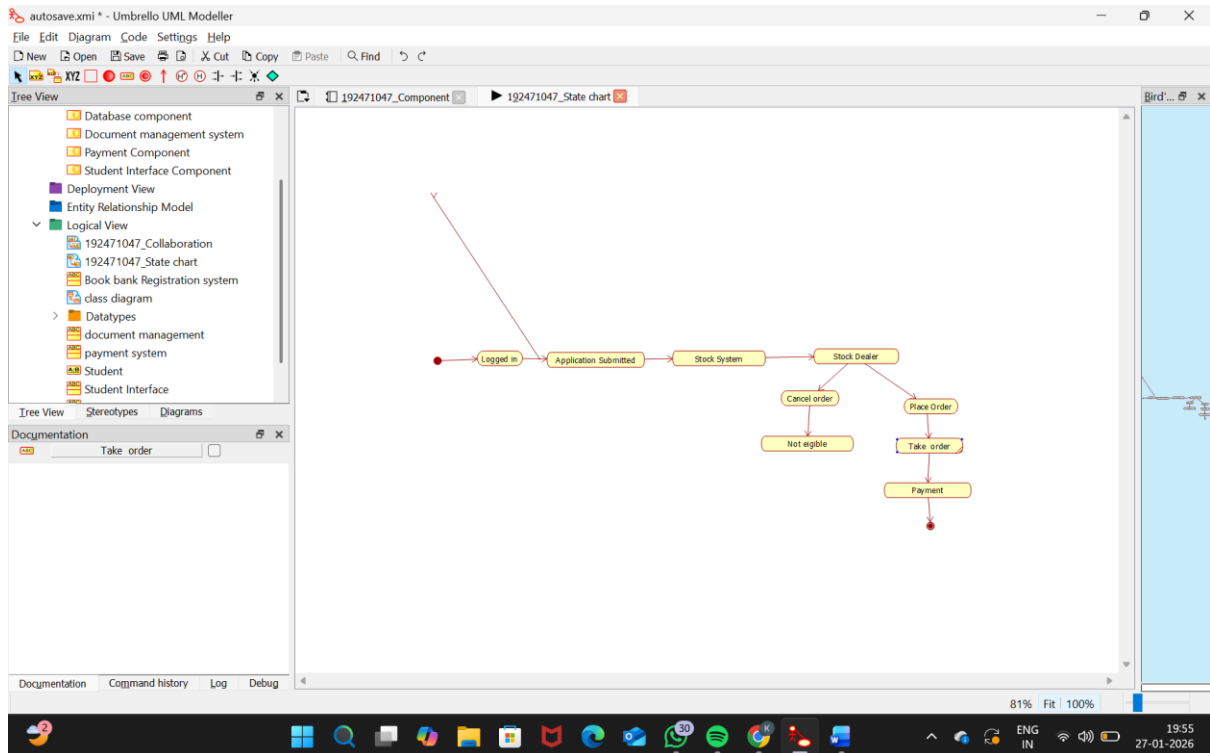 autosave.xmi * - Umbrello UML Modeller
File Edit Diagram Code Settings Help
New Open Save Cut Copy Paste Find
XYZ XYZ ABC
Tree View
192471047_Component 192471047_State chart
Bird'...
Database component
Document management system
Payment Component
Student Interface Component
Deployment View
Entity Relationship Model
Logical View
192471047_Collaboration
192471047_State chart
Book bank Registration system
class diagram
Datatypes
document management
payment system
Student
Student Interface
Tree View Stereotypes Diagrams
Documentation
Take order
Logged in
Application Submitted
Stock System
Stock Dealer
Cancel order
Place Order
Not eigible
Take order
Payment
Documentation Command history Log Debug
81% Fit 100%
2
30
K
ENG
IN
19:55
27-01-2026